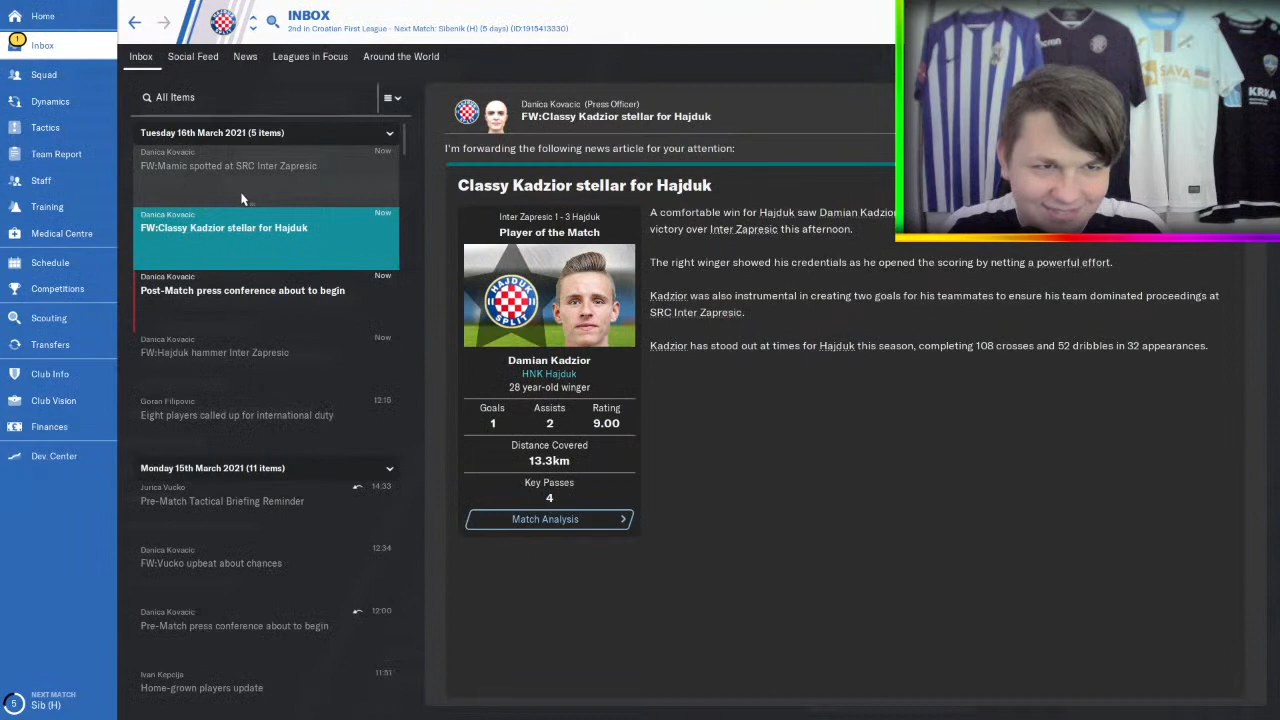 Home
1
Inbox
Squad
Dynamics
Tactics
Team Report
Staff
Training
Medical Centre
Schedule
Competitions
Scouting
Transfers
Club Info
Club Vision
Finances
Dev. Center
5
NEXT MATCH
Sib (H)
INBOX
2nd in Croatian First League - Next Match: Sibenik (H) (5 days) (ID:1915413330)
Inbox Social Feed News Leagues in Focus Around the World
All Items
Tuesday 16th March 2021 (5 items)
Danica Kovacic Now
FW:Mamic spotted at SRC Inter Zapresic
Danica Kovacic Now
FW:Classy Kadzior stellar for Hajduk
Danica Kovacic Now
Post-Match press conference about to begin
Danica Kovacic Now
FW:Hajduk hammer Inter Zapresic
Goran Filipovic 12:15
Eight players called up for international duty
Monday 15th March 2021 (11 items)
Jurica Vucko 14:33
Pre-Match Tactical Briefing Reminder
Danica Kovacic 12:34
FW:Vucko upbeat about chances
Danica Kovacic 12:00
Pre-Match press conference about to begin
Ivan Kepcija 11:51
Home-grown players update
Danica Kovacic (Press Officer)
FW:Classy Kadzior stellar for Hajduk
I'm forwarding the following news article for your attention:
Classy Kadzior stellar for Hajduk
Inter Zapresic 1 - 3 Hajduk
Player of the Match
HAJDUK
SPLIT
Damian Kadzior
HNK Hajduk
28 year-old winger
Goals Assists Rating
1 2 9.00
Distance Covered
13.3km
Key Passes
4
Match Analysis
A comfortable win for Hajduk saw Damian Kadzior
victory over Inter Zapresic this afternoon.
The right winger showed his credentials as he opened the scoring by netting a powerful effort.
Kadzior was also instrumental in creating two goals for his teammates to ensure his team dominated proceedings at
SRC Inter Zapresic.
Kadzior has stood out at times for Hajduk this season, completing 108 crosses and 52 dribbles in 32 appearances.
SAVA
KRKA